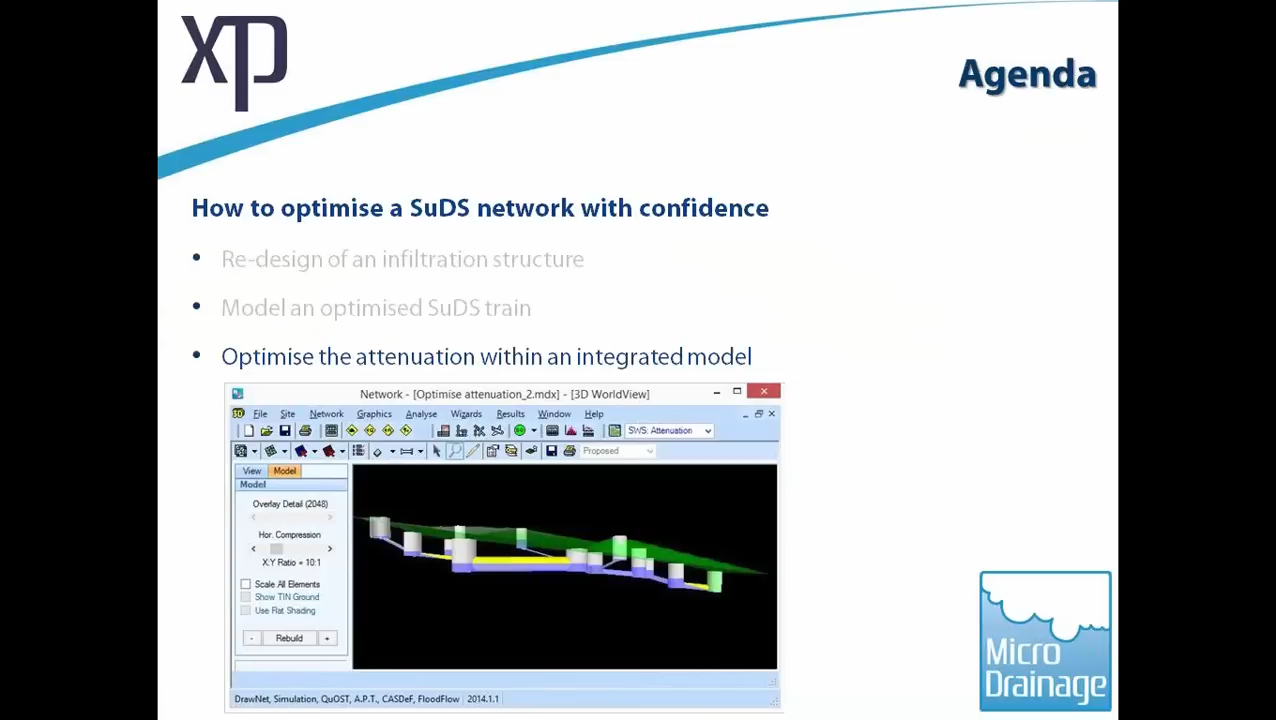 xp
Agenda
How to optimise a SuDS network with confidence
• Re-design of an infiltration structure
• Model an optimised SuDS train
• Optimise the attenuation within an integrated model
Network - [Optimise attenuation_2.mdx] - [3D WorldView]
File Site Network Graphics Analyse Wizards Results Window Help
SWS: Attenuation
Proposed
View Model
Model
Overlay Detail (2048)
Hor. Compression
X:Y Ratio = 10:1
Scale All Elements
Show TIN Ground
Use Flat Shading
- Rebuild +
DrawNet, Simulation, QuOST, A.P.T., CASDeF, FloodFlow 2014.1.1
Micro
Drainage